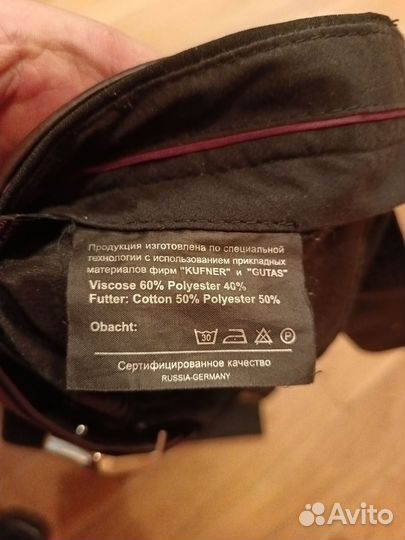 Продукция изготовлена по специальной
технологии с использованием прикладных
материалов фирм "KUFNER" и "GUTAS"
Viscose 60% Polyester 40%
Futter: Cotton 50% Polyester 50%
Obacht:
30
P
Сертифицированное качество
RUSSIA-GERMANY
Avito